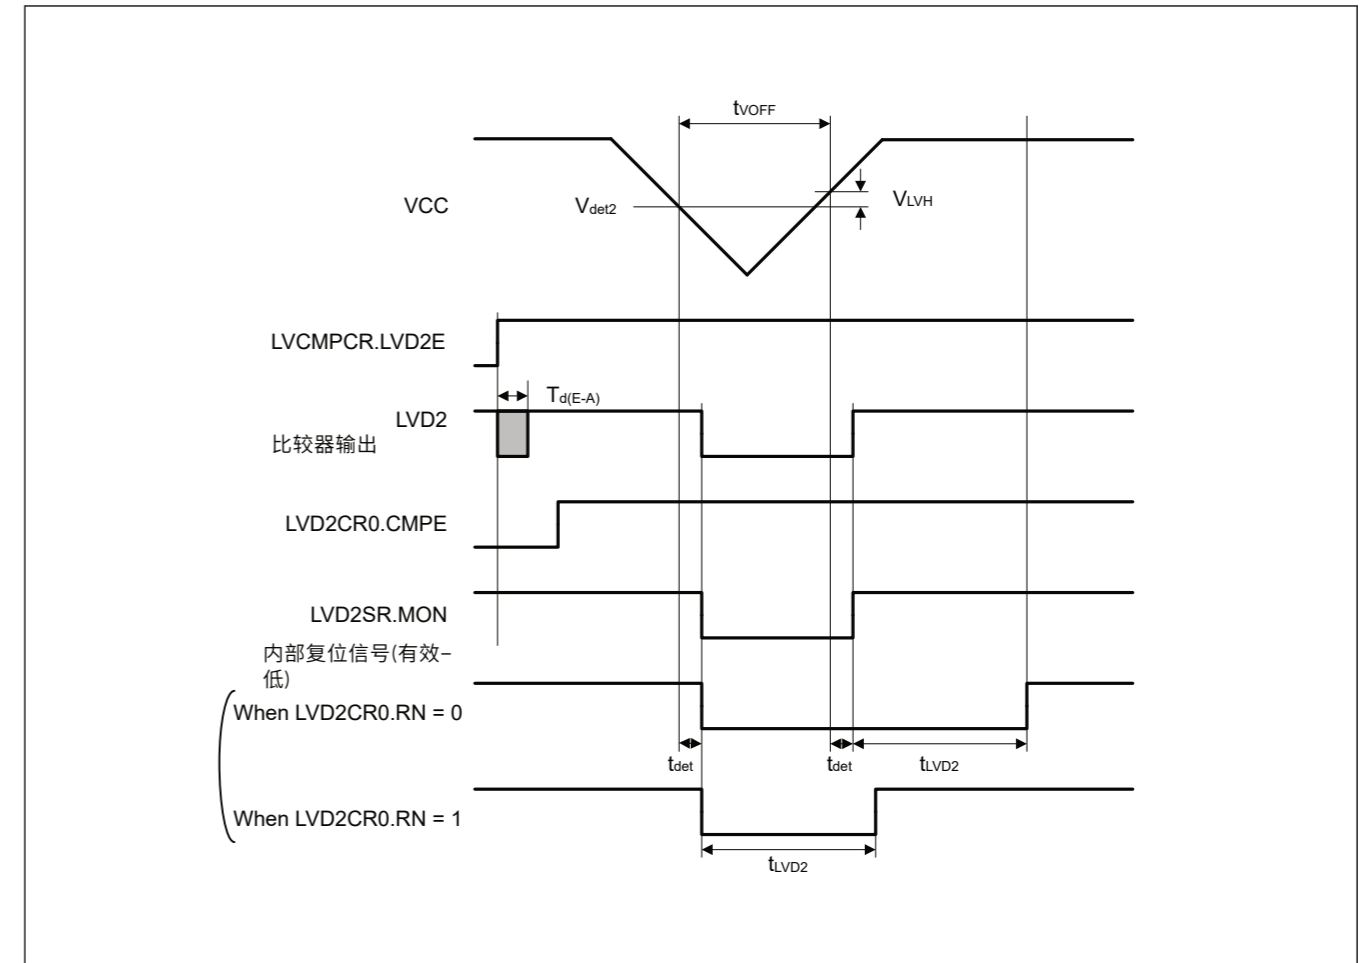 tVOFF
VCC
Vdet2
VLVH
LVCMPCR.LVD2E
Td(E-A)
LVD2
比较器输出
LVD2CR0.CMPE
LVD2SR.MON
内部复位信号(有效–
低)
When LVD2CR0.RN = 0
tdet
tdet
tLVD2
When LVD2CR0.RN = 1
tLVD2